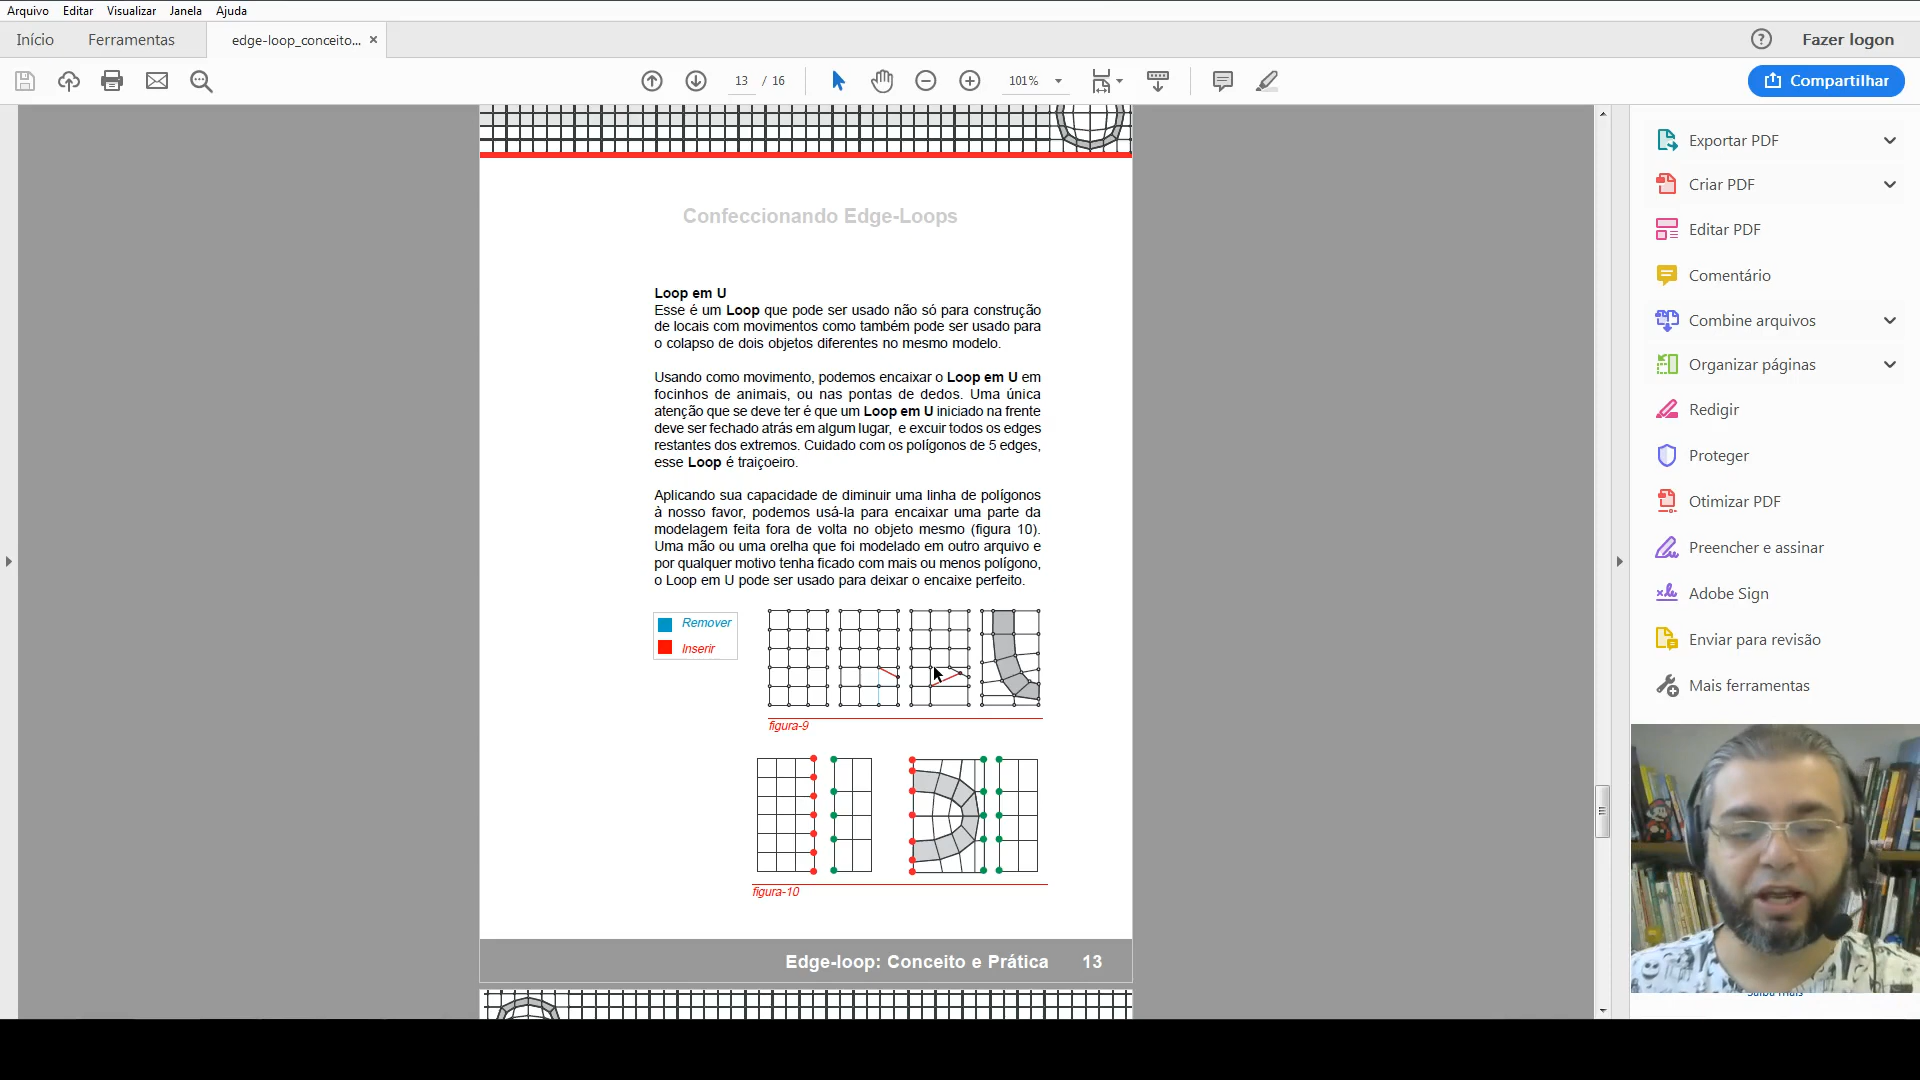 Arquivo Editar Visualizar Janela Ajuda
Início Ferramentas edge-loop_conceito... × ? Fazer logon
13 / 16 101% Compartilhar
Confeccionando Edge-Loops
Loop em U
Esse é um Loop que pode ser usado não só para construção
de locais com movimentos como também pode ser usado para
o colapso de dois objetos diferentes no mesmo modelo.
Usando como movimento, podemos encaixar o Loop em U em
focinhos de animais, ou nas pontas de dedos. Uma única
atenção que se deve ter é que um Loop em U iniciado na frente
deve ser fechado atrás em algum lugar, e excuir todos os edges
restantes dos extremos. Cuidado com os polígonos de 5 edges,
esse Loop é traiçoeiro.
Aplicando sua capacidade de diminuir uma linha de polígonos
à nosso favor, podemos usá-la para encaixar uma parte da
modelagem feita fora de volta no objeto mesmo (figura 10).
Uma mão ou uma orelha que foi modelado em outro arquivo e
por qualquer motivo tenha ficado com mais ou menos polígono,
o Loop em U pode ser usado para deixar o encaixe perfeito.
Remover
Inserir
figura-9
figura-10
Edge-loop: Conceito e Prática 13
Exportar PDF
Criar PDF
Editar PDF
Comentário
Combine arquivos
Organizar páginas
Redigir
Proteger
Otimizar PDF
Preencher e assinar
Adobe Sign
Enviar para revisão
Mais ferramentas